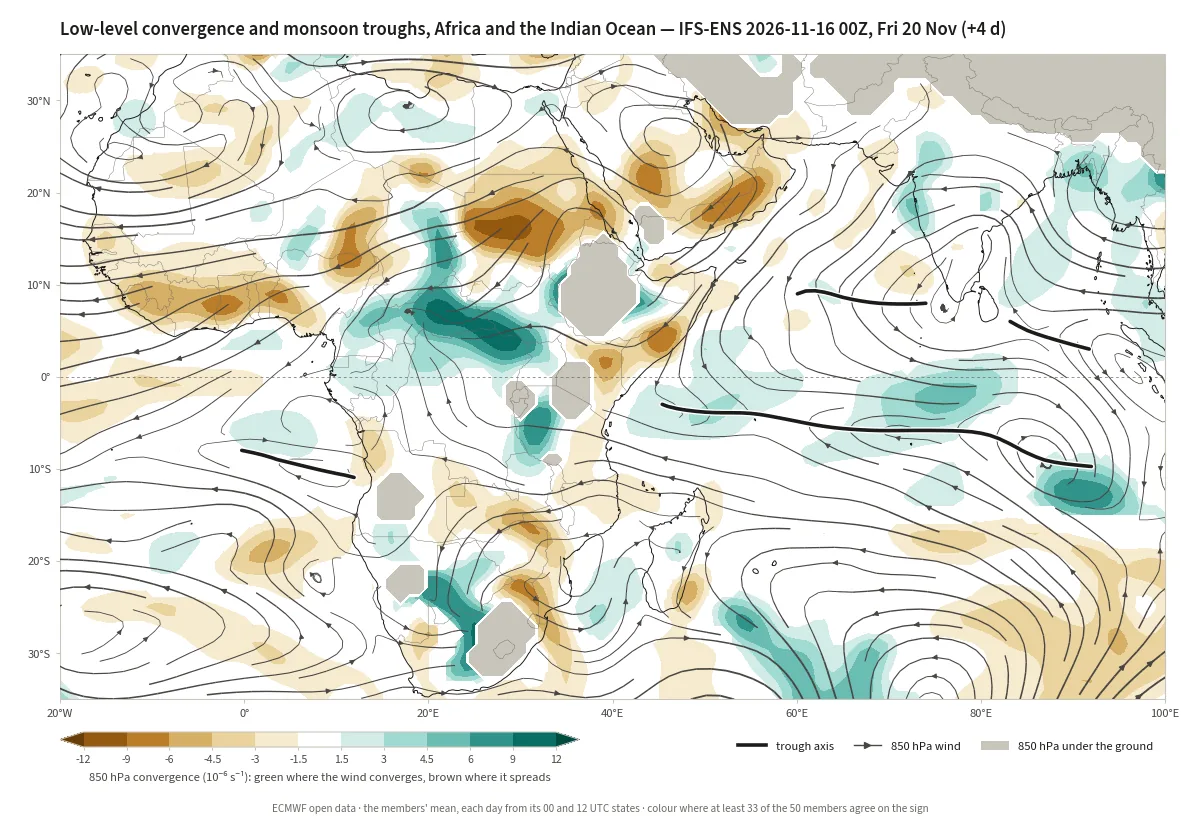 Low-level convergence and monsoon troughs, Africa and the Indian Ocean — IFS-ENS 2026-11-16 00Z, Fri 20 Nov (+4 d)
30°N
20°N
10°N
0°
10°S
20°S
30°S
20°W 0° 20°E 40°E 60°E 80°E 100°E
-12 -9 -6 -4.5 -3 -1.5 1.5 3 4.5 6 9 12
850 hPa convergence (10⁻⁶ s⁻¹): green where the wind converges, brown where it spreads
trough axis 850 hPa wind 850 hPa under the ground
ECMWF open data · the members' mean, each day from its 00 and 12 UTC states · colour where at least 33 of the 50 members agree on the sign